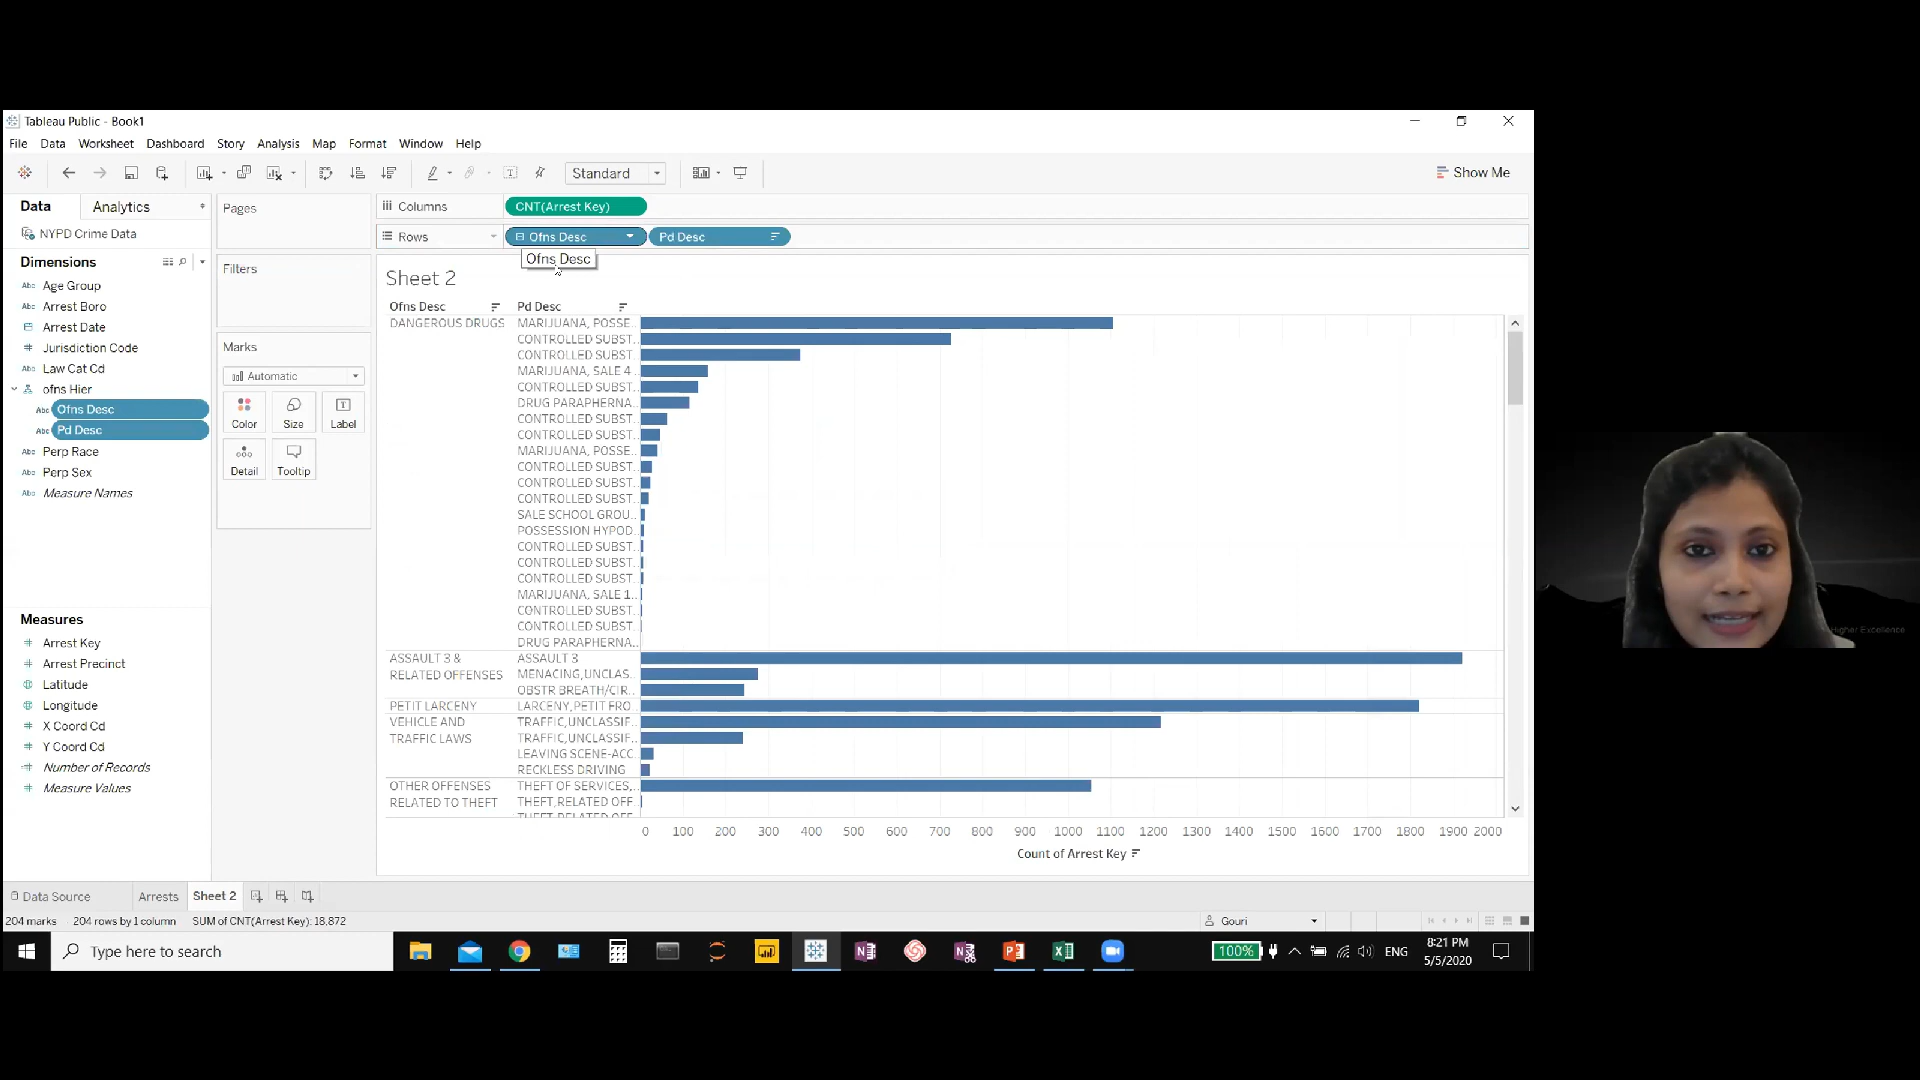 Tableau Public - Book1
File Data Worksheet Dashboard Story Analysis Map Format Window Help
Standard
Show Me
Data Analytics
Pages
Columns CNT(Arrest Key)
NYPD Crime Data
Rows Ofns Desc Pd Desc
Ofns Desc
Dimensions
Filters
Sheet 2
Age Group
Arrest Boro
Arrest Date
Jurisdiction Code
Law Cat Cd
ofns Hier
Ofns Desc
Pd Desc
Perp Race
Perp Sex
Measure Names
Marks
Automatic
Color Size Label
Detail Tooltip
Measures
Arrest Key
Arrest Precinct
Latitude
Longitude
X Coord Cd
Y Coord Cd
Number of Records
Measure Values
Ofns Desc Pd Desc
DANGEROUS DRUGS MARIJUANA, POSSE..
CONTROLLED SUBST..
CONTROLLED SUBST..
MARIJUANA, SALE 4..
CONTROLLED SUBST..
DRUG PARAPHERNA..
CONTROLLED SUBST..
CONTROLLED SUBST..
MARIJUANA, POSSE..
CONTROLLED SUBST..
CONTROLLED SUBST..
CONTROLLED SUBST..
SALE SCHOOL GROU..
POSSESSION HYPOD..
CONTROLLED SUBST..
CONTROLLED SUBST..
CONTROLLED SUBST..
MARIJUANA, SALE 1..
CONTROLLED SUBST..
CONTROLLED SUBST..
DRUG PARAPHERNA..
ASSAULT 3 & ASSAULT 3
RELATED OFFENSES MENACING,UNCLAS..
OBSTR BREATH/CIR..
PETIT LARCENY LARCENY,PETIT FRO..
VEHICLE AND TRAFFIC,UNCLASSIF..
TRAFFIC LAWS TRAFFIC,UNCLASSIF..
LEAVING SCENE-ACC..
RECKLESS DRIVING
OTHER OFFENSES THEFT OF SERVICES,..
RELATED TO THEFT THEFT,RELATED OFF..
THEFT,RELATED OFF..
0 100 200 300 400 500 600 700 800 900 1000 1100 1200 1300 1400 1500 1600 1700 1800 1900 2000
Count of Arrest Key
Higher Excellence
Data Source Arrests Sheet 2
204 marks 204 rows by 1 column SUM of CNT(Arrest Key): 18,872
Gouri
Type here to search
100%
ENG
8:21 PM
5/5/2020